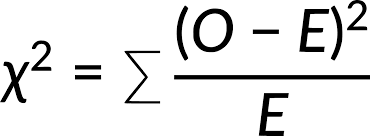 χ² = ∑ (O − E)² / E